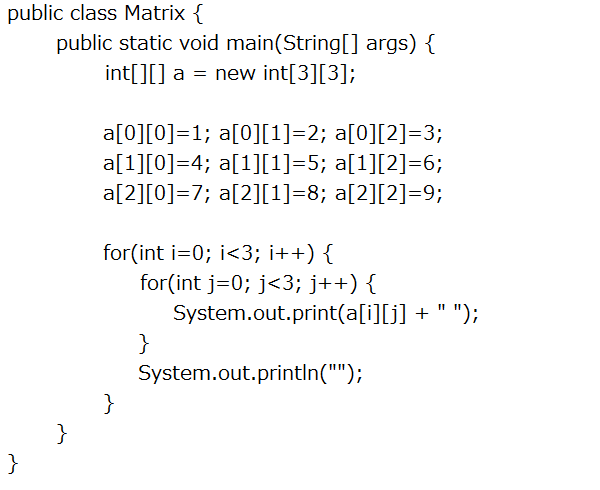 public class Matrix {
public static void main(String[] args) {
int[][] a = new int[3][3];
a[0][0]=1; a[0][1]=2; a[0][2]=3;
a[1][0]=4; a[1][1]=5; a[1][2]=6;
a[2][0]=7; a[2][1]=8; a[2][2]=9;
for(int i=0; i<3; i++) {
for(int j=0; j<3; j++) {
System.out.print(a[i][j] + " ");
}
System.out.println("");
}
}
}